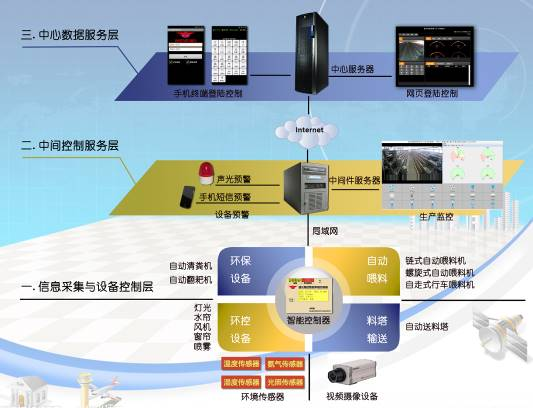 三. 中心数据服务层
手机终端登陆控制
中心服务器
网页登陆控制
Internet
二. 中间控制服务层
声光预警
手机短信预警
设备预警
中间件服务器
生产监控
局域网
一. 信息采集与设备控制层
自动清粪机
自动翻耙机
环保
设备
自动
喂料
链式自动喂料机
螺旋式自动喂料机
自走式行车喂料机
智能控制器
灯光
水帘
风机
窗帘
喷雾
环控
设备
料塔
输送
自动送料塔
温度传感器
氨气传感器
湿度传感器
光照传感器
环境传感器
视频摄像设备